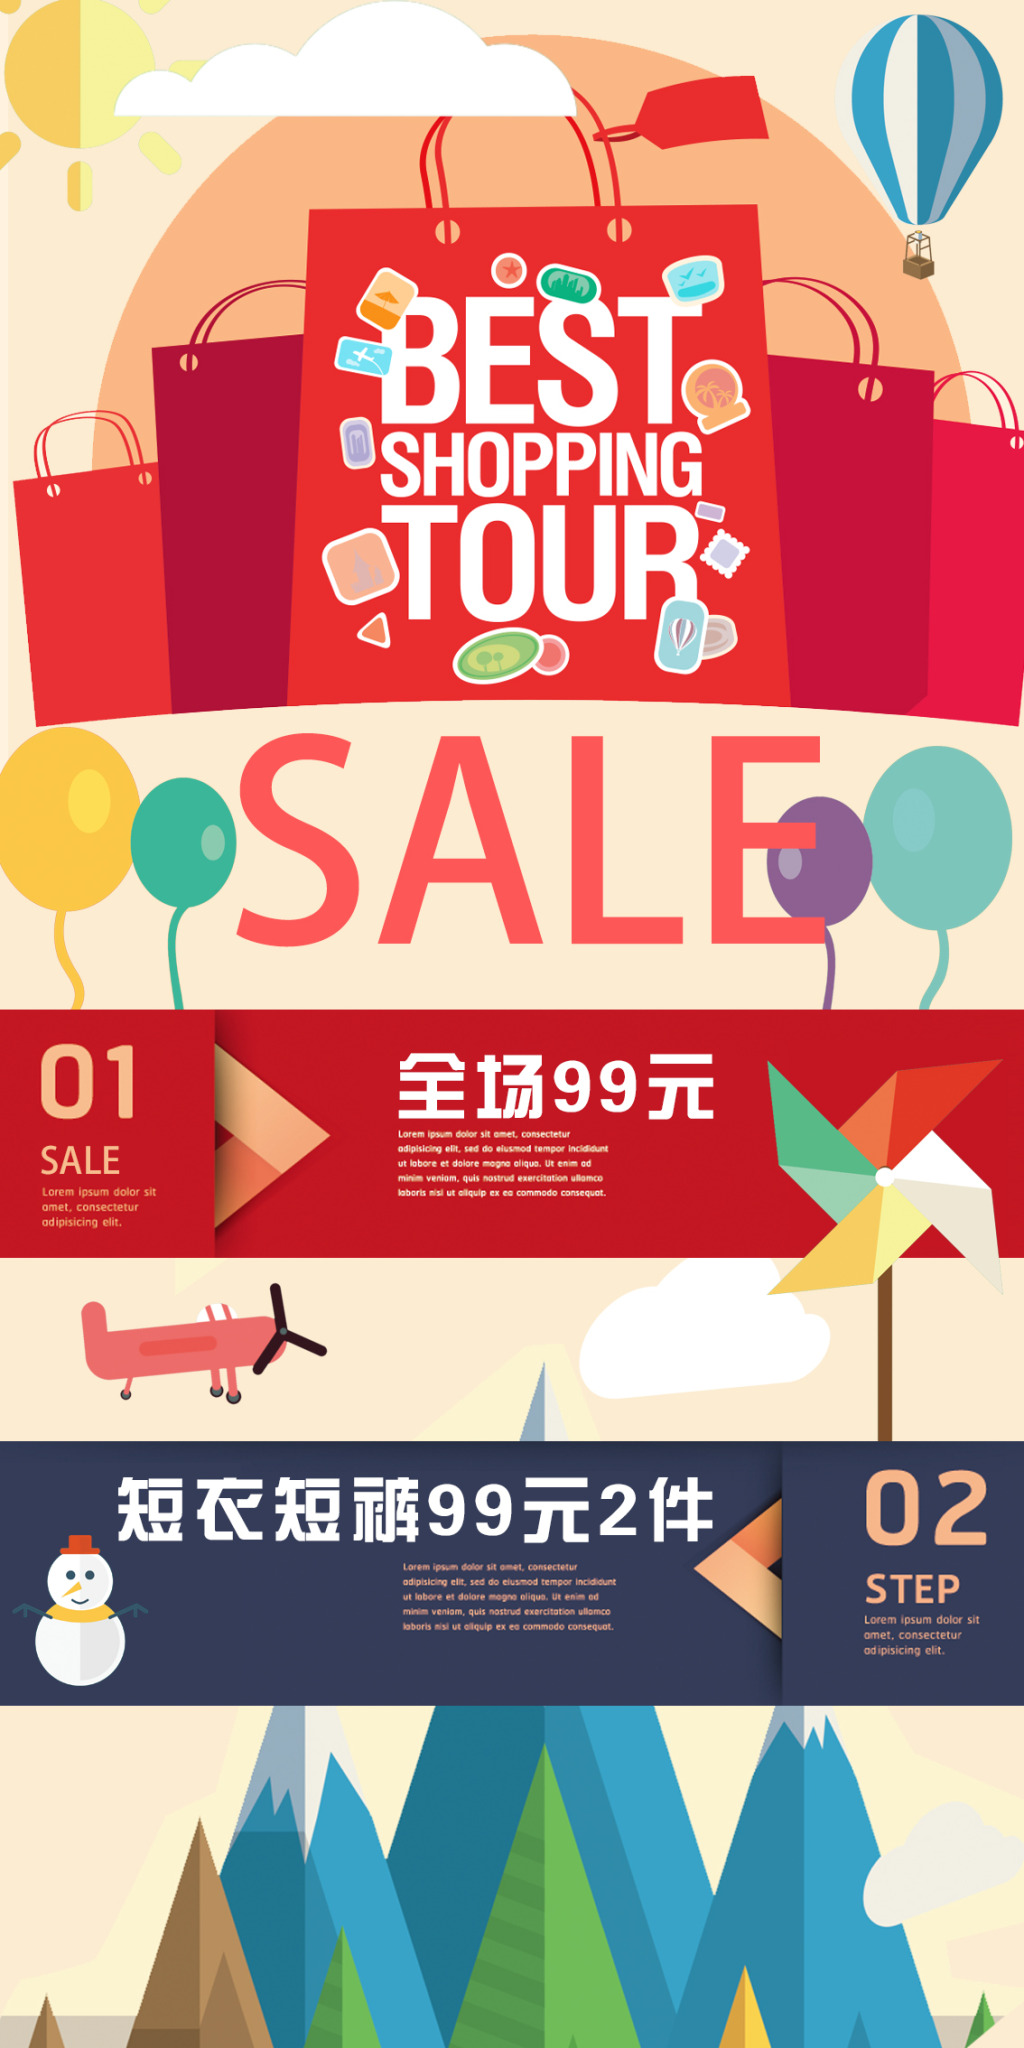 BEST
SHOPPING
TOUR
SALE
01
SALE
Lorem ipsum dolor sit
amet, consectetur
adipisicing elit.
全场99元
Lorem ipsum dolor sit amet, consectetur
adipisicing elit, sed do eiusmod tempor incididunt
ut labore et dolore magna aliqua. Ut enim ad
minim veniam, quis nostrud exercitation ullamco
laboris nisi ut aliquip ex ea commodo consequat.
短衣短裤99元2件
Lorem ipsum dolor sit amet, consectetur
adipisicing elit, sed do eiusmod tempor incididunt
ut labore et dolore magna aliqua. Ut enim ad
minim veniam, quis nostrud exercitation ullamco
laboris nisi ut aliquip ex ea commodo consequat.
02
STEP
Lorem ipsum dolor sit
amet, consectetur
adipisicing elit.